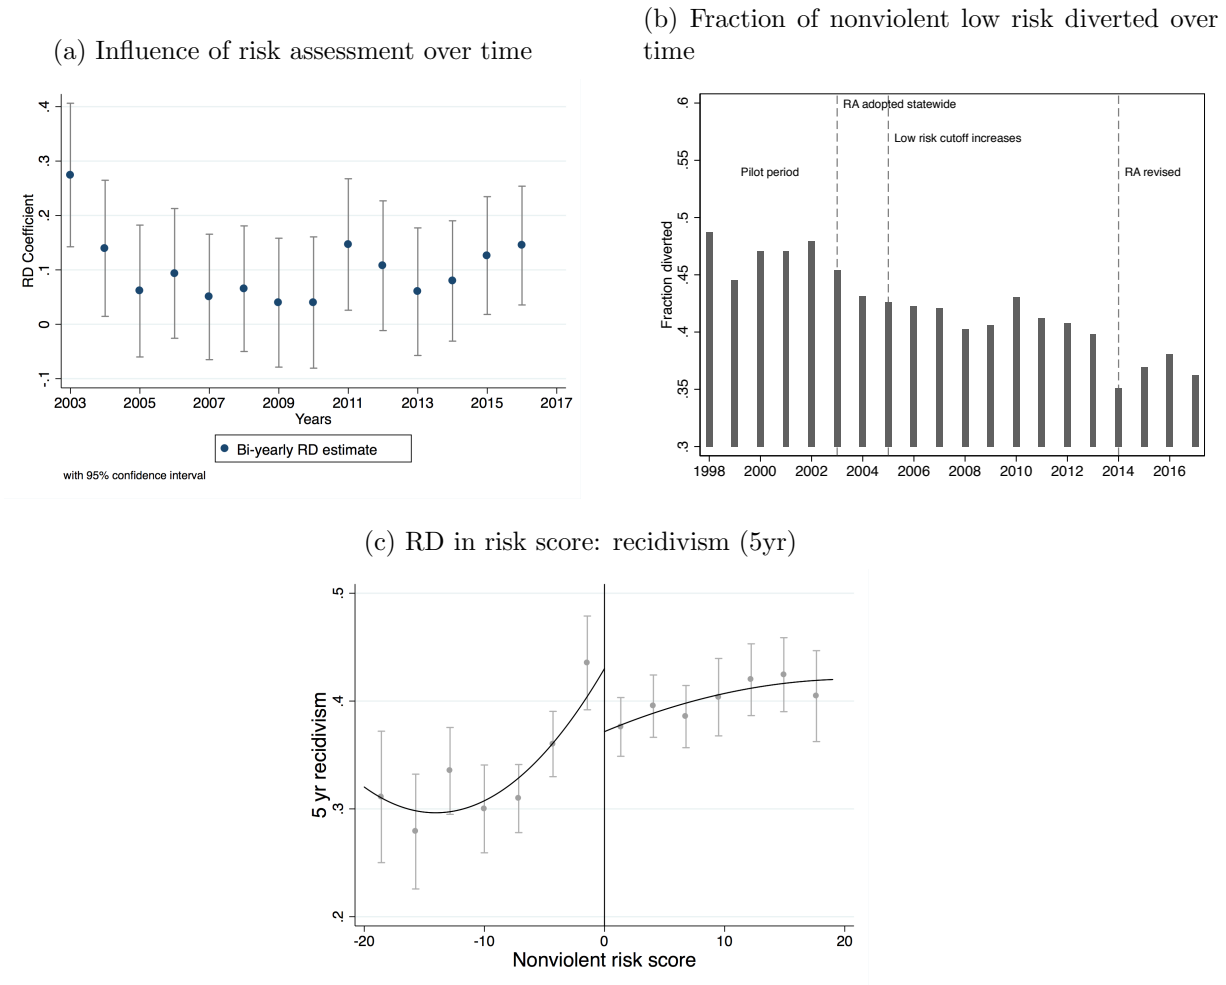 (a) Influence of risk assessment over time
.4
.3
.2
.1
0
-.1
RD Coefficient
2003 2005 2007 2009 2011 2013 2015 2017
Years
Bi-yearly RD estimate
with 95% confidence interval
(b) Fraction of nonviolent low risk diverted over
time
.6
.55
.5
.45
.4
.35
.3
Fraction diverted
RA adopted statewide
Low risk cutoff increases
Pilot period
RA revised
1998 2000 2002 2004 2006 2008 2010 2012 2014 2016
(c) RD in risk score: recidivism (5yr)
.5
.4
.3
.2
5 yr recidivism
-20 -10 0 10 20
Nonviolent risk score